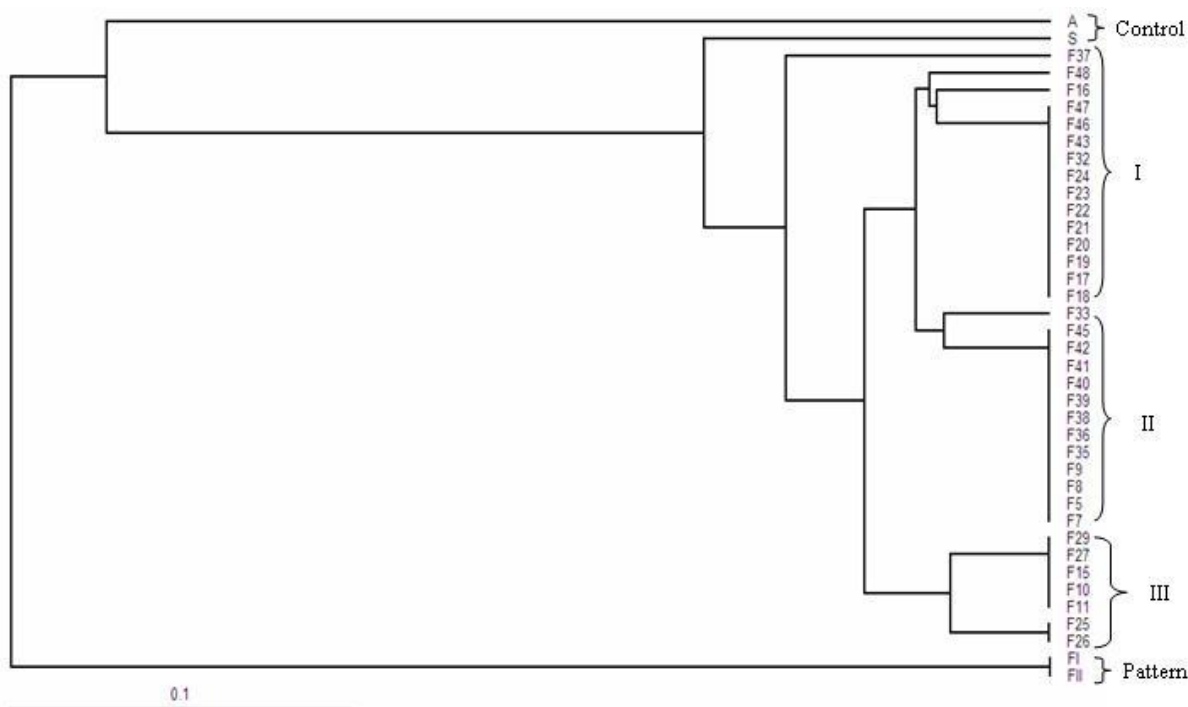 A
Control
S
F37
F48
F16
F47
F46
F43
F32
I
F24
F23
F22
F21
F20
F19
F17
F18
F33
F45
F42
F41
F40
F39
F38
II
F36
F35
F9
F8
F5
F7
F29
F27
F15
F10
III
F11
F25
F26
FI
Pattern
FII
0.1